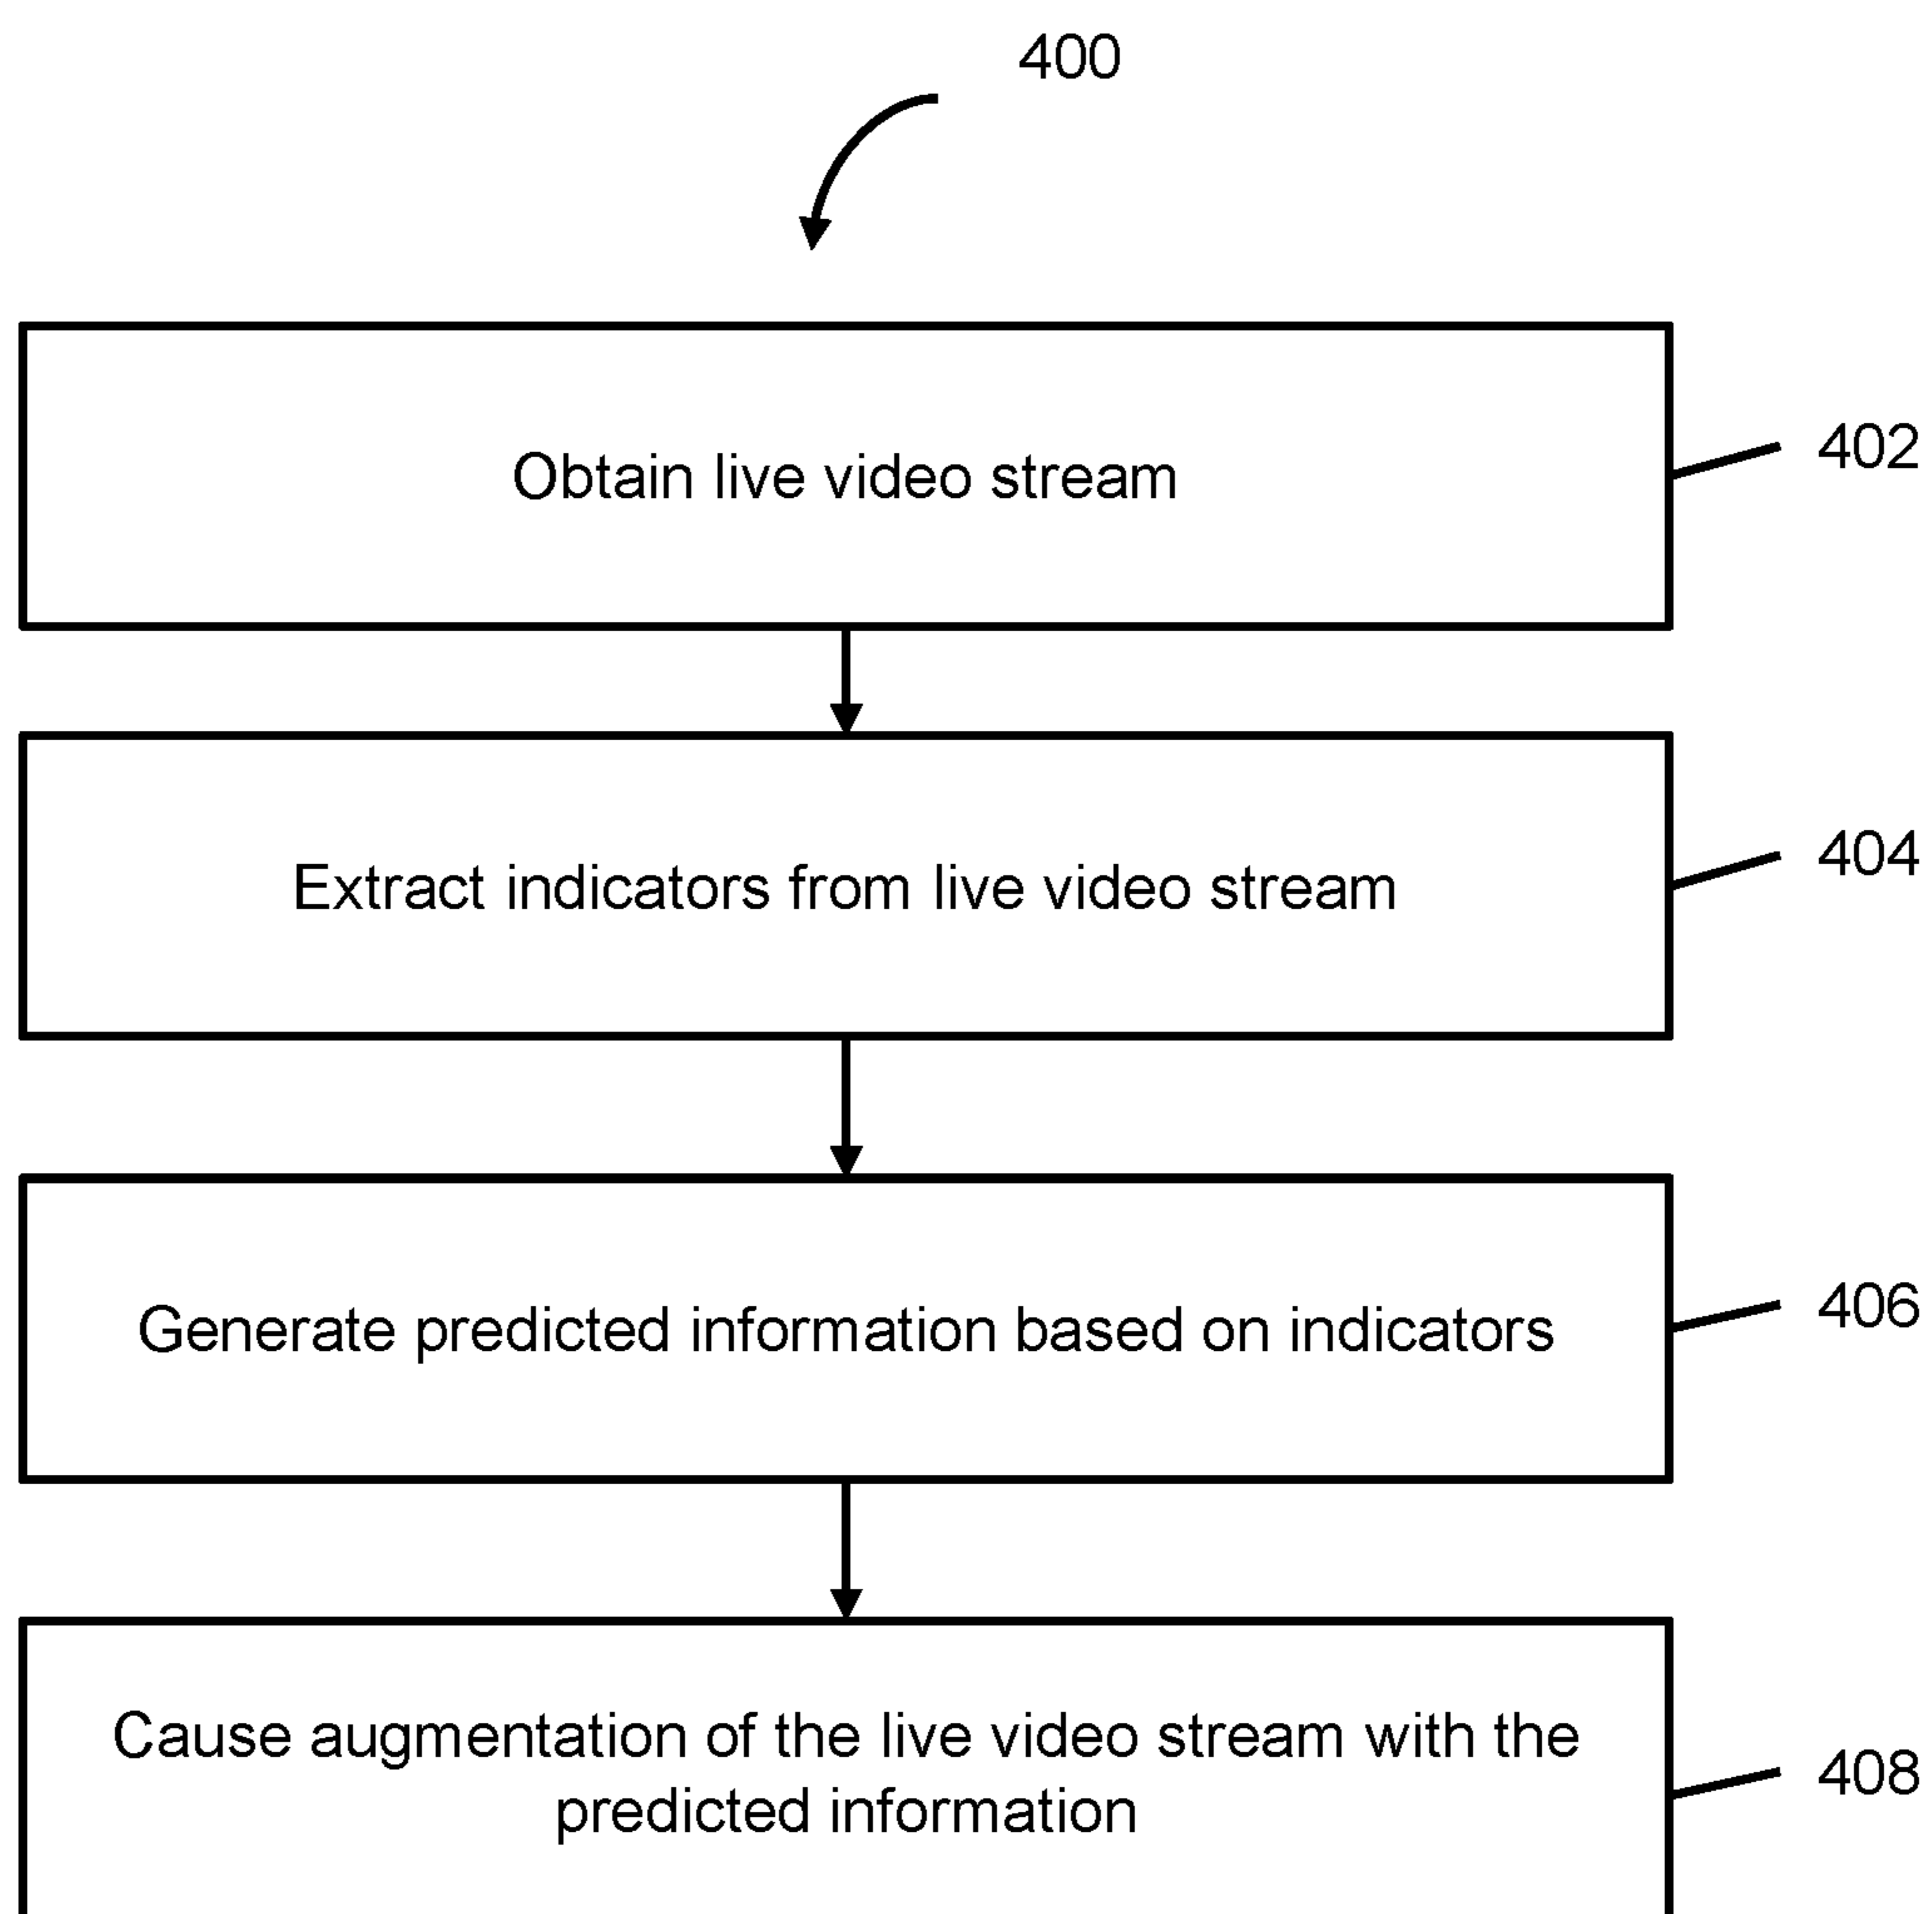 400
Obtain live video stream
402
Extract indicators from live video stream
404
Generate predicted information based on indicators
406
Cause augmentation of the live video stream with the
predicted information
408